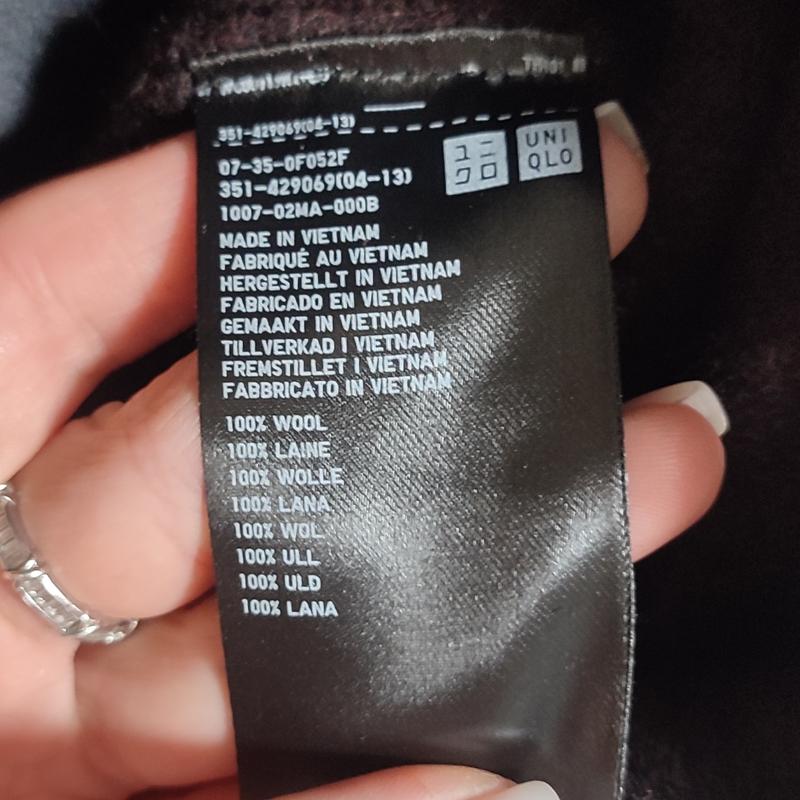 351-429069(04-13)
ユニ
クロ
UNI
QLO
07-35-0F052F
351-429069(04-13)
1007-02MA-000B
MADE IN VIETNAM
FABRIQUÉ AU VIETNAM
HERGESTELLT IN VIETNAM
FABRICADO EN VIETNAM
GEMAAKT IN VIETNAM
TILLVERKAD I VIETNAM
FREMSTILLET I VIETNAM
FABBRICATO IN VIETNAM
100% WOOL
100% LAINE
100% WOLLE
100% LANA
100% WOL
100% ULL
100% ULD
100% LANA